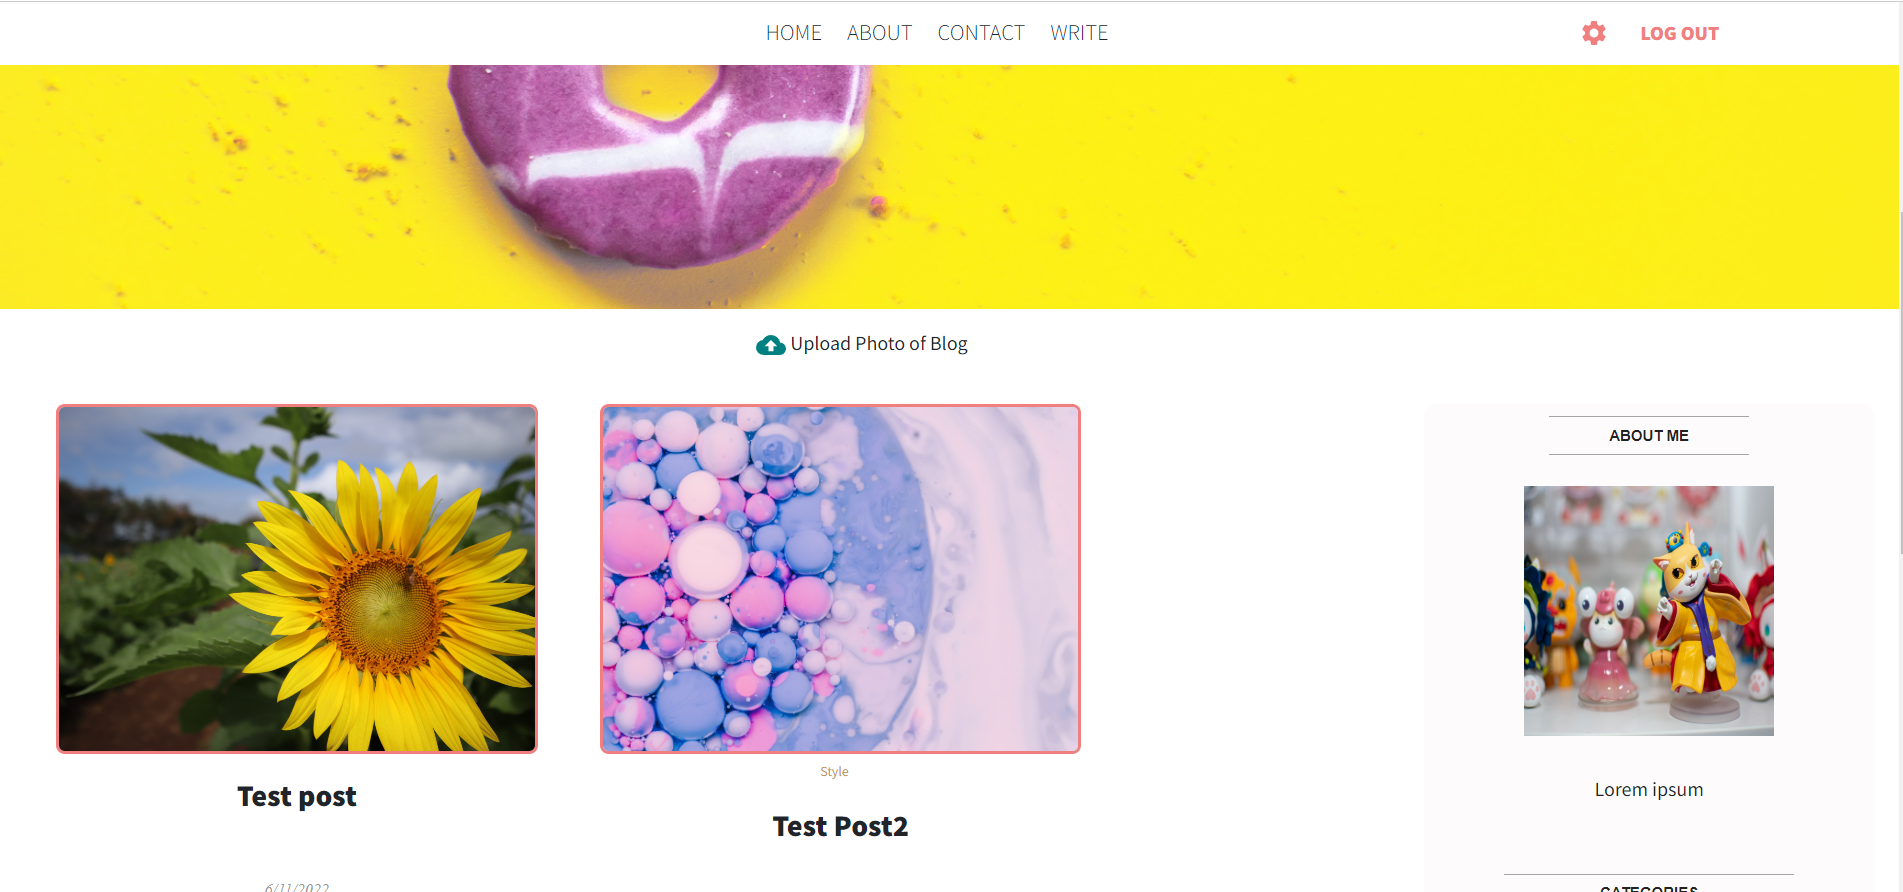 HOME ABOUT CONTACT WRITE LOG OUT
Upload Photo of Blog
Test post
6/11/2022
Style
Test Post2
ABOUT ME
Lorem ipsum
CATEGORIES